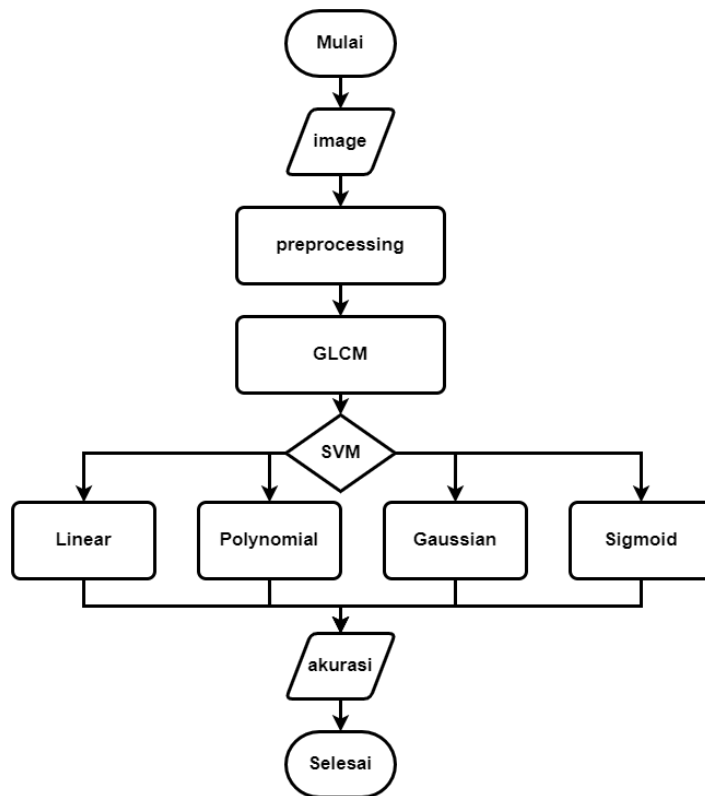 Mulai
image
preprocessing
GLCM
SVM
Linear
Polynomial
Gaussian
Sigmoid
akurasi
Selesai